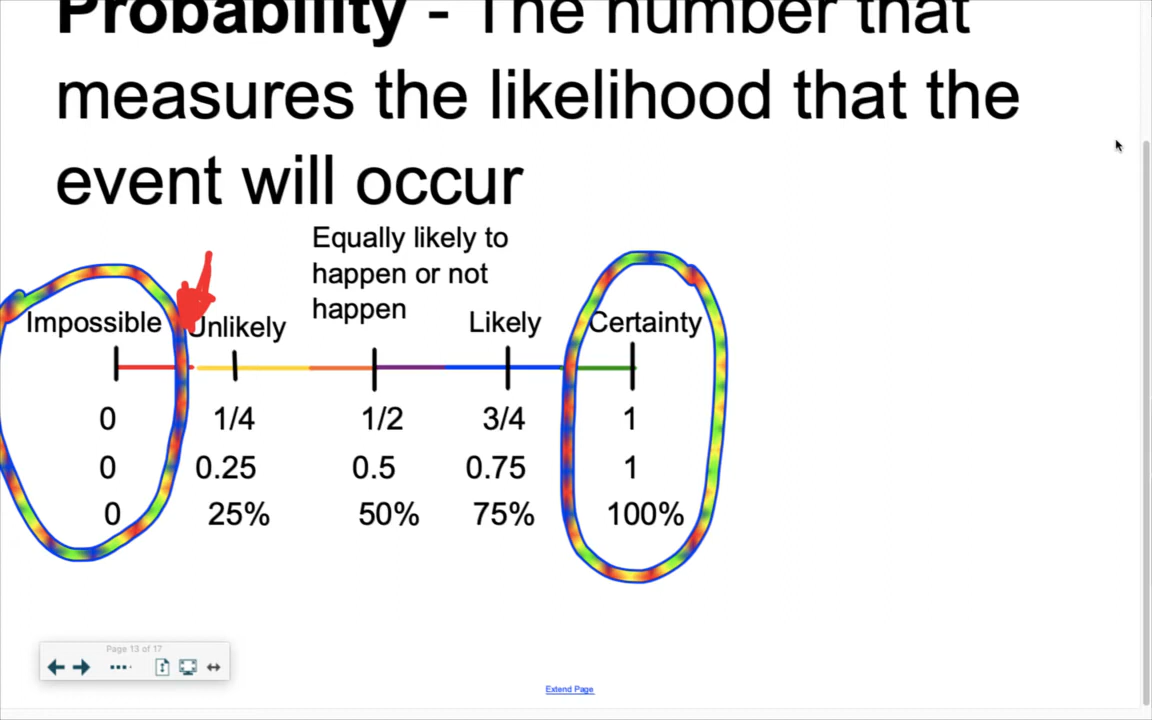 Probability - The number that
measures the likelihood that the
event will occur
Equally likely to
happen or not
happen
Impossible Unlikely Likely Certainty
0 1/4 1/2 3/4 1
0 0.25 0.5 0.75 1
0 25% 50% 75% 100%
Page 13 of 17
Extend Page